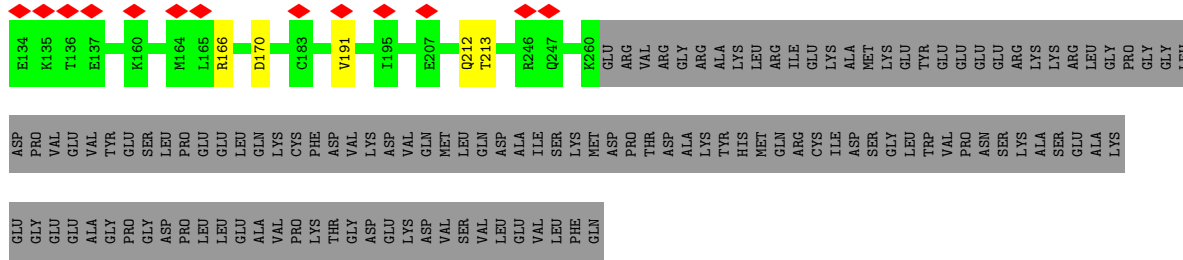 E134 K135 T136 E137 K160 M164 L165 R166 D170 C183 V191 I195 E207 Q212 T213 R246 Q247 K260 GLU ARG VAL ARG GLY ARG ALA LYS LEU ARG ILE GLU LYS ALA MET LYS GLU TYR GLU GLU GLU GLU ARG LYS LYS ARG LEU GLY PRO GLY GLY LEU
ASP PRO VAL GLU VAL TYR GLU SER LEU PRO GLU GLU LEU GLN LYS CYS PHE ASP VAL LYS ASP VAL GLN MET LEU GLN ASP ALA ILE SER LYS MET ASP PRO THR ASP ALA LYS TYR HIS MET GLN ARG CYS ILE ASP SER GLY LEU TRP VAL PRO ASN SER LYS ALA SER GLU ALA LYS
GLU GLY GLU GLU ALA GLY PRO GLY ASP PRO LEU LEU GLU ALA VAL PRO LYS THR GLY ASP GLU LYS ASP VAL SER VAL LEU GLU VAL LEU PHE GLN